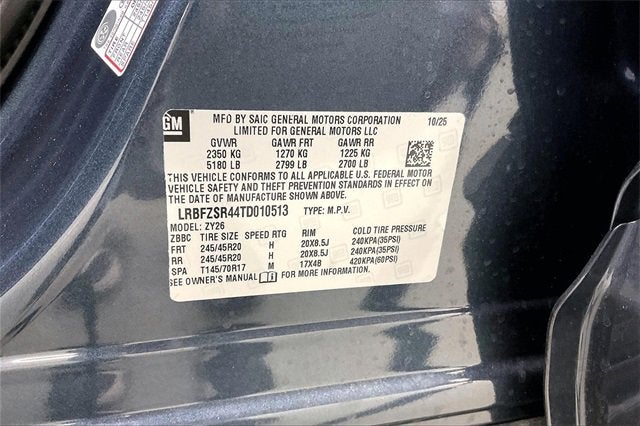 GM
MFD BY SAIC GENERAL MOTORS CORPORATION 10/25
LIMITED FOR GENERAL MOTORS LLC
GVWR GAWR FRT GAWR RR
2350 KG 1270 KG 1225 KG
5180 LB 2799 LB 2700 LB
THIS VEHICLE CONFORMS TO ALL APPLICABLE U.S. FEDERAL MOTOR
VEHICLE SAFETY AND THEFT PREVENTION STANDARDS IN EFFECT ON
THE DATE OF MANUFACTURE SHOWN ABOVE.
LRBFZSR44TD010513 TYPE: M.P.V.
MODEL: ZY26
ZBBC TIRE SIZE SPEED RTG RIM COLD TIRE PRESSURE
FRT 245/45R20 H 20X8.5J 240KPA(35PSI)
RR 245/45R20 H 20X8.5J 240KPA(35PSI)
SPA T145/70R17 M 17X4B 420KPA(60PSI)
SEE OWNER'S MANUAL FOR MORE INFORMATION